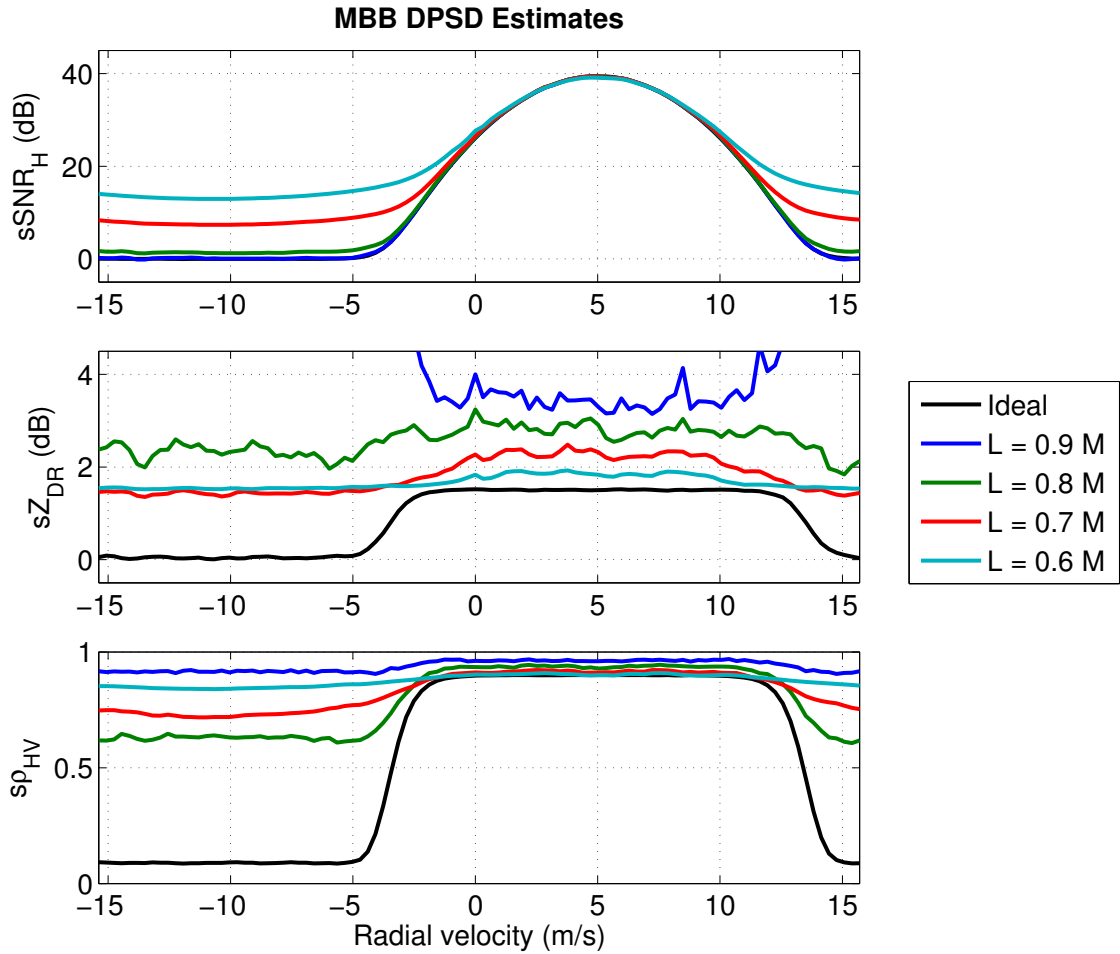 MBB DPSD Estimates
sSNR_H (dB)
40
20
0
−15 −10 −5 0 5 10 15
sZ_DR (dB)
4
2
0
−15 −10 −5 0 5 10 15
sρ_HV
1
0.5
0
−15 −10 −5 0 5 10 15
Radial velocity (m/s)
Ideal
L = 0.9 M
L = 0.8 M
L = 0.7 M
L = 0.6 M